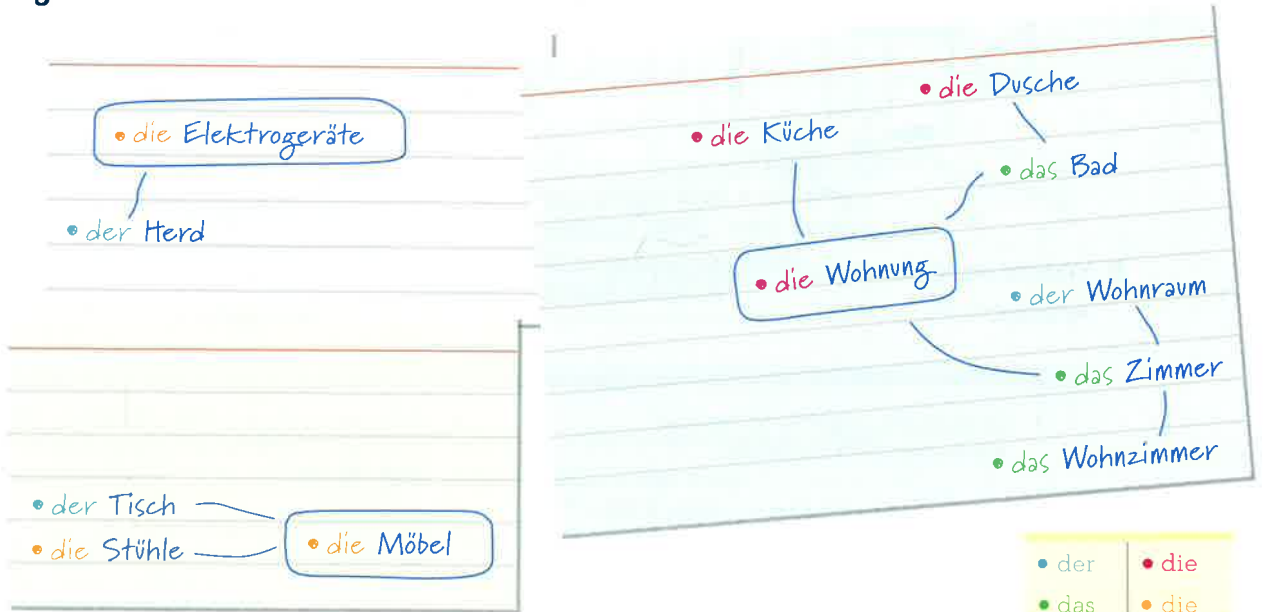 • die Elektrogeräte
• der Herd
• der Tisch
• die Stühle
• die Möbel
• die Dusche
• die Küche
• das Bad
• die Wohnung
• der Wohnraum
• das Zimmer
• das Wohnzimmer
• der • die
• das • die